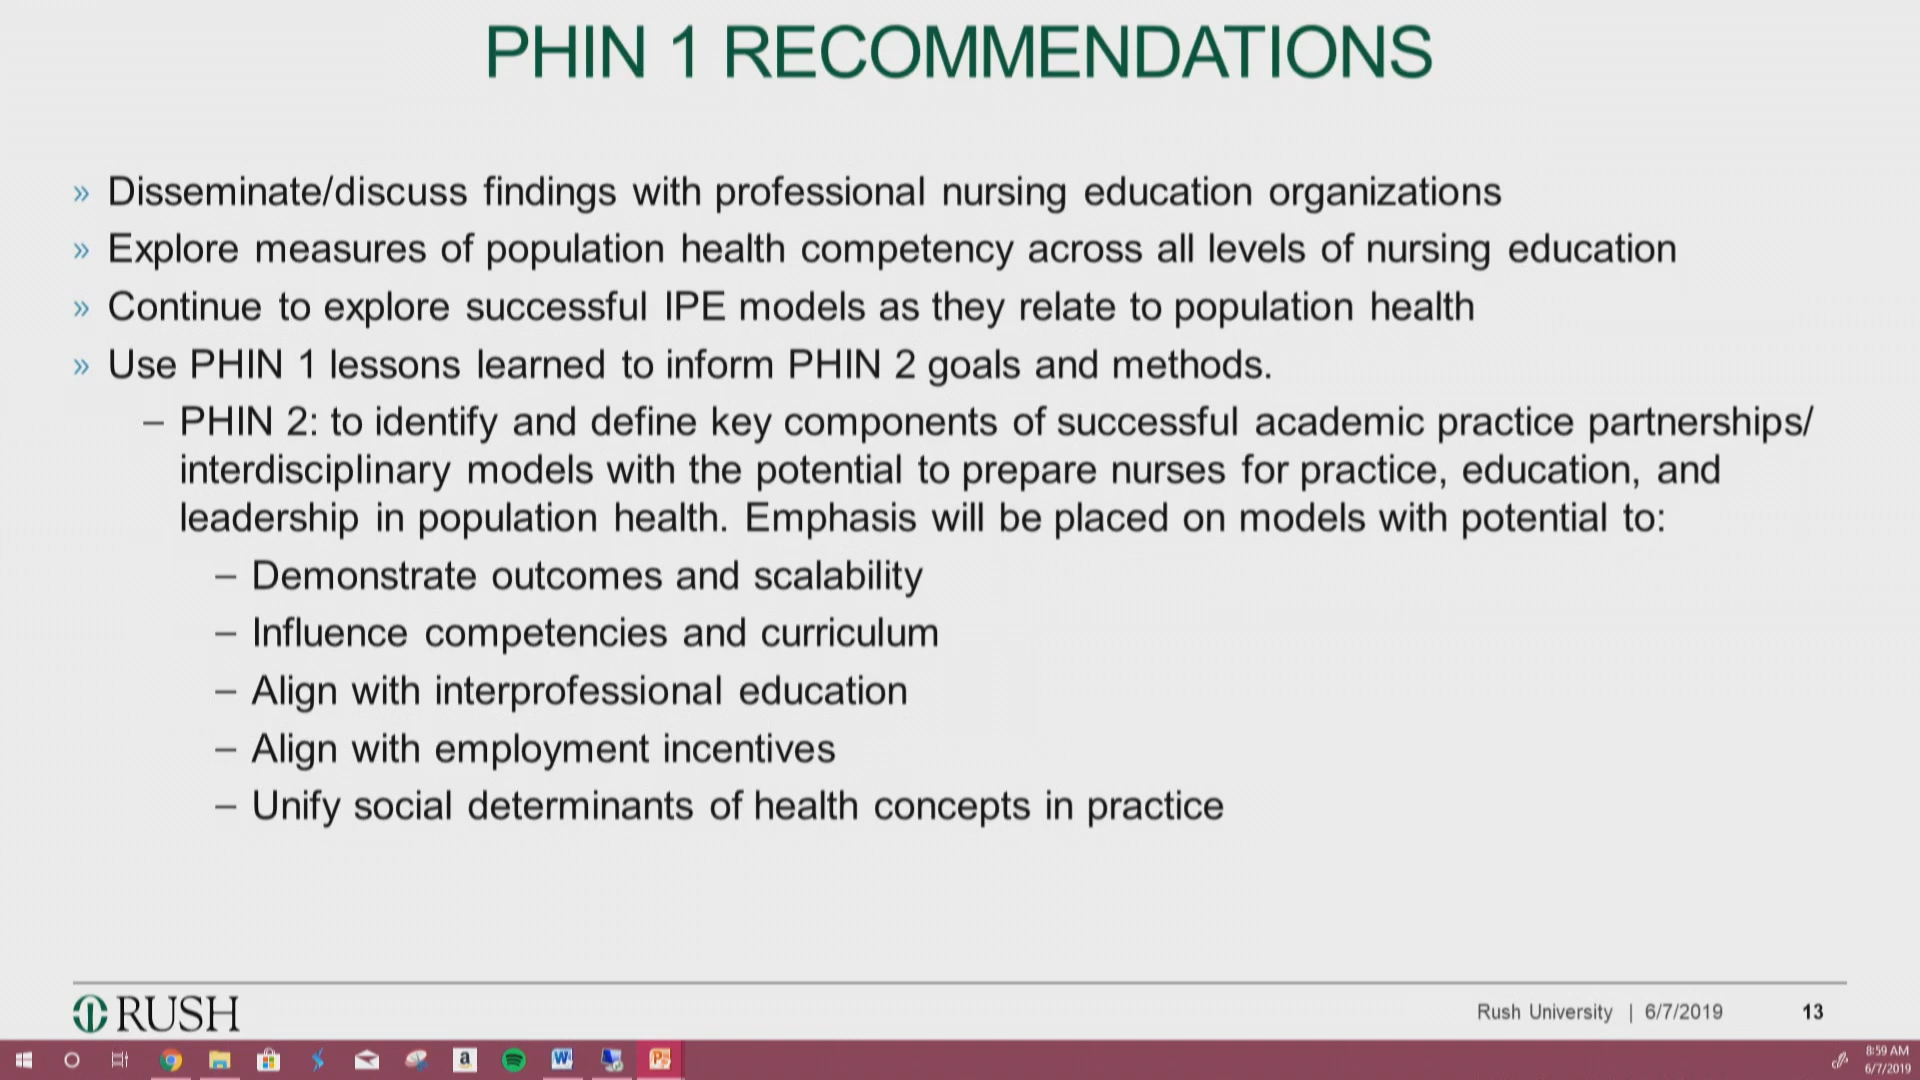 PHIN 1 RECOMMENDATIONS
» Disseminate/discuss findings with professional nursing education organizations
» Explore measures of population health competency across all levels of nursing education
» Continue to explore successful IPE models as they relate to population health
» Use PHIN 1 lessons learned to inform PHIN 2 goals and methods.
– PHIN 2: to identify and define key components of successful academic practice partnerships/
interdisciplinary models with the potential to prepare nurses for practice, education, and
leadership in population health. Emphasis will be placed on models with potential to:
– Demonstrate outcomes and scalability
– Influence competencies and curriculum
– Align with interprofessional education
– Align with employment incentives
– Unify social determinants of health concepts in practice
RUSH
Rush University | 6/7/2019 13
8:59 AM
6/7/2019